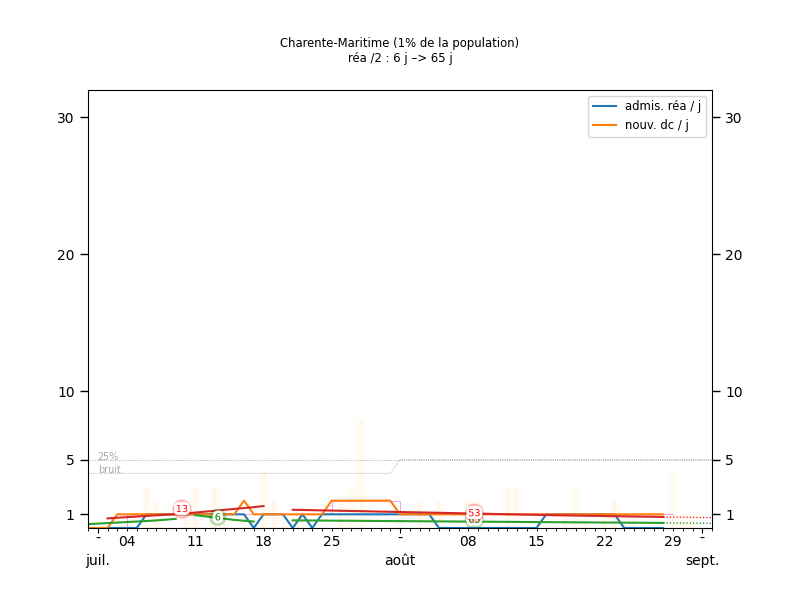 Charente-Maritime (1% de la population)
réa /2 : 6 j –> 65 j
admis. réa / j
nouv. dc / j
30 30
20 20
10 10
5 5
1 1
25%
bruit
13
6
53
- 04 11 18 25 - 08 15 22 29 -
juil. août sept.